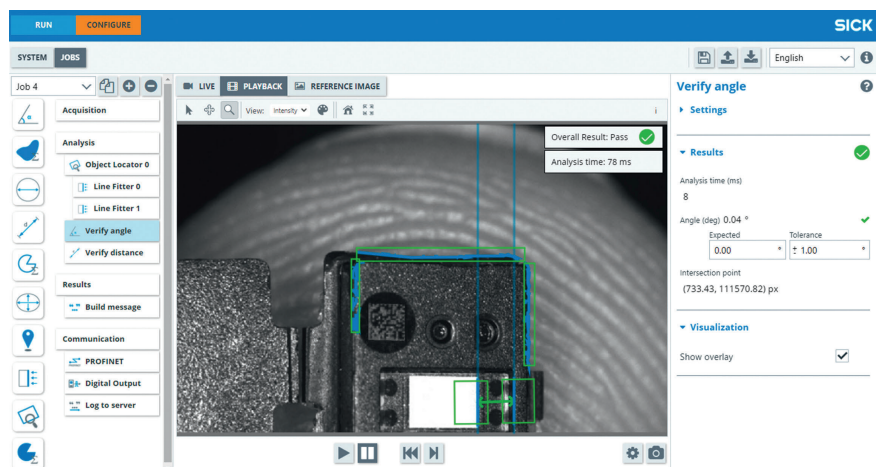 RUN
CONFIGURE
SICK
SYSTEM
JOBS
English
Job 4
Acquisition
Analysis
Object Locator 0
Line Fitter 0
Line Fitter 1
Verify angle
Verify distance
Results
Build message
Communication
PROFINET
Digital Output
Log to server
LIVE
PLAYBACK
REFERENCE IMAGE
View: Intensity
Overall Result: Pass
Analysis time: 78 ms
Verify angle
Settings
Results
Analysis time (ms)
8
Angle (deg) 0.04 °
Expected Tolerance
0.00 ° ± 1.00 °
Intersection point
(733.43, 111570.82) px
Visualization
Show overlay